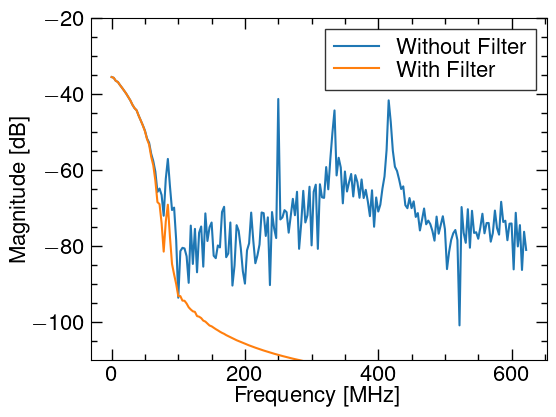 −20
Without Filter
With Filter
−40
−60
−80
−100
Magnitude [dB]
0 200 400 600
Frequency [MHz]